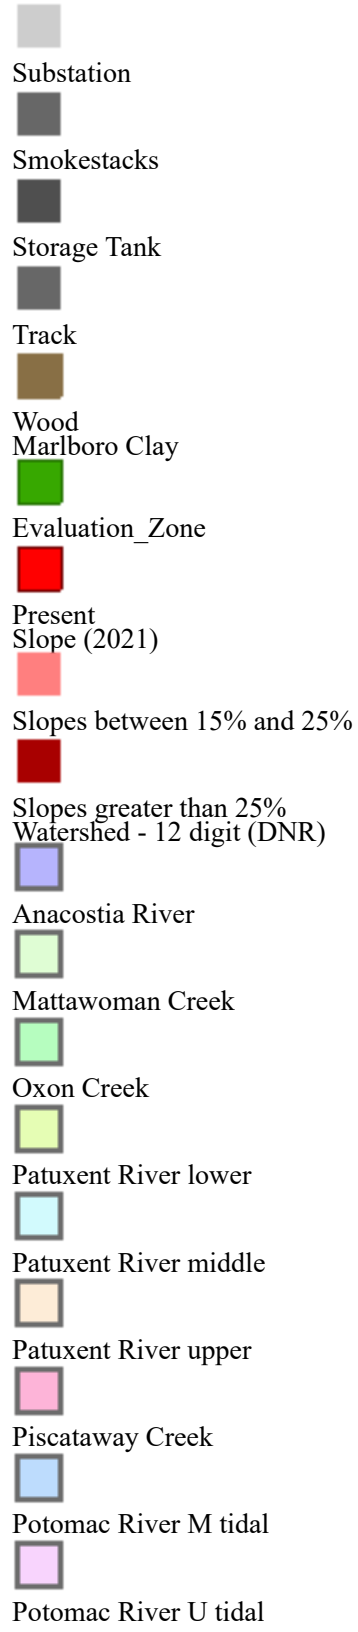 Substation
Smokestacks
Storage Tank
Track
Wood
Marlboro Clay
Evaluation_Zone
Present
Slope (2021)
Slopes between 15% and 25%
Slopes greater than 25%
Watershed - 12 digit (DNR)
Anacostia River
Mattawoman Creek
Oxon Creek
Patuxent River lower
Patuxent River middle
Patuxent River upper
Piscataway Creek
Potomac River M tidal
Potomac River U tidal